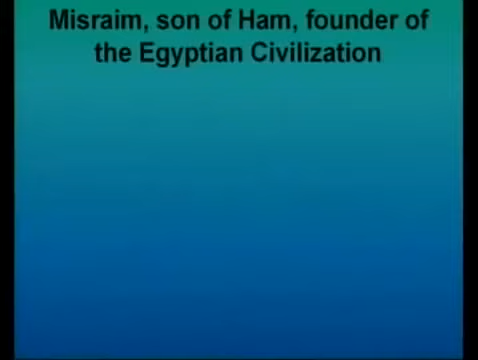 Misraim, son of Ham, founder of
the Egyptian Civilization